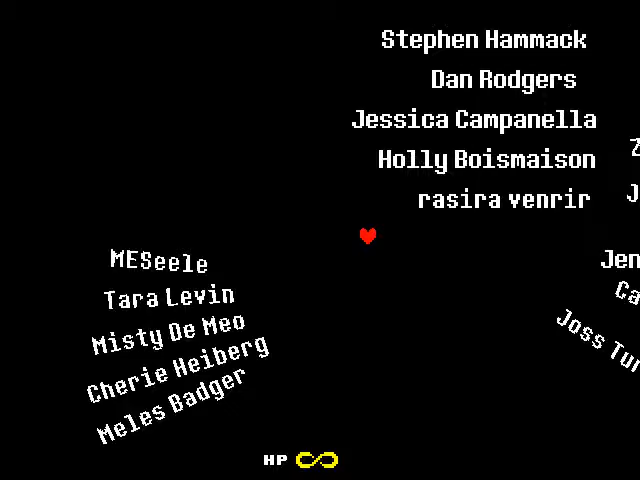 Stephen Hammack
Dan Rodgers
Jessica Campanella
Holly Boismaison
rasira venrir
MESeele
Tara Levin
Misty De Meo
Cherie Heiberg
Meles Badger
Joss
HP